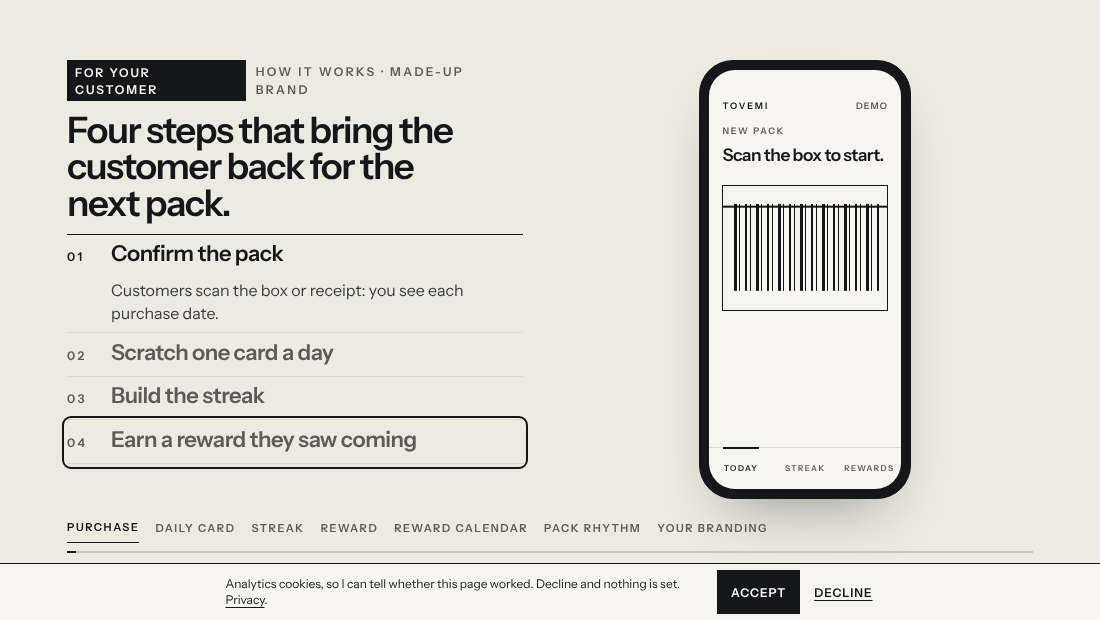 FOR YOUR
CUSTOMER
HOW IT WORKS · MADE-UP
BRAND
Four steps that bring the
customer back for the
next pack.
01 Confirm the pack
Customers scan the box or receipt: you see each
purchase date.
02 Scratch one card a day
03 Build the streak
04 Earn a reward they saw coming
TOVEMI DEMO
NEW PACK
Scan the box to start.
TODAY STREAK REWARDS
PURCHASE DAILY CARD STREAK REWARD REWARD CALENDAR PACK RHYTHM YOUR BRANDING
Analytics cookies, so I can tell whether this page worked. Decline and nothing is set.
Privacy.
ACCEPT DECLINE